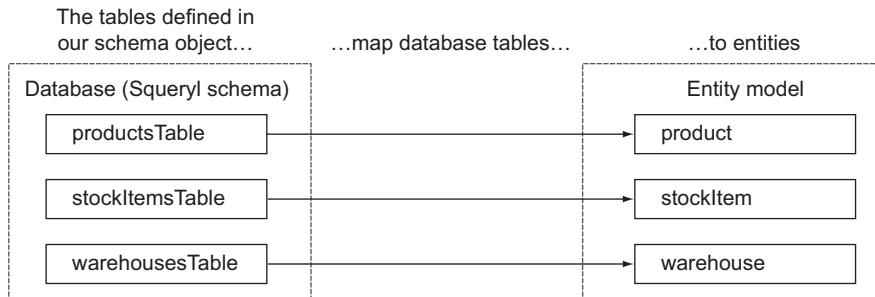 The tables defined in
our schema object…
…map database tables…
…to entities
Database (Squeryl schema)
Entity model
productsTable
product
stockItemsTable
stockItem
warehousesTable
warehouse